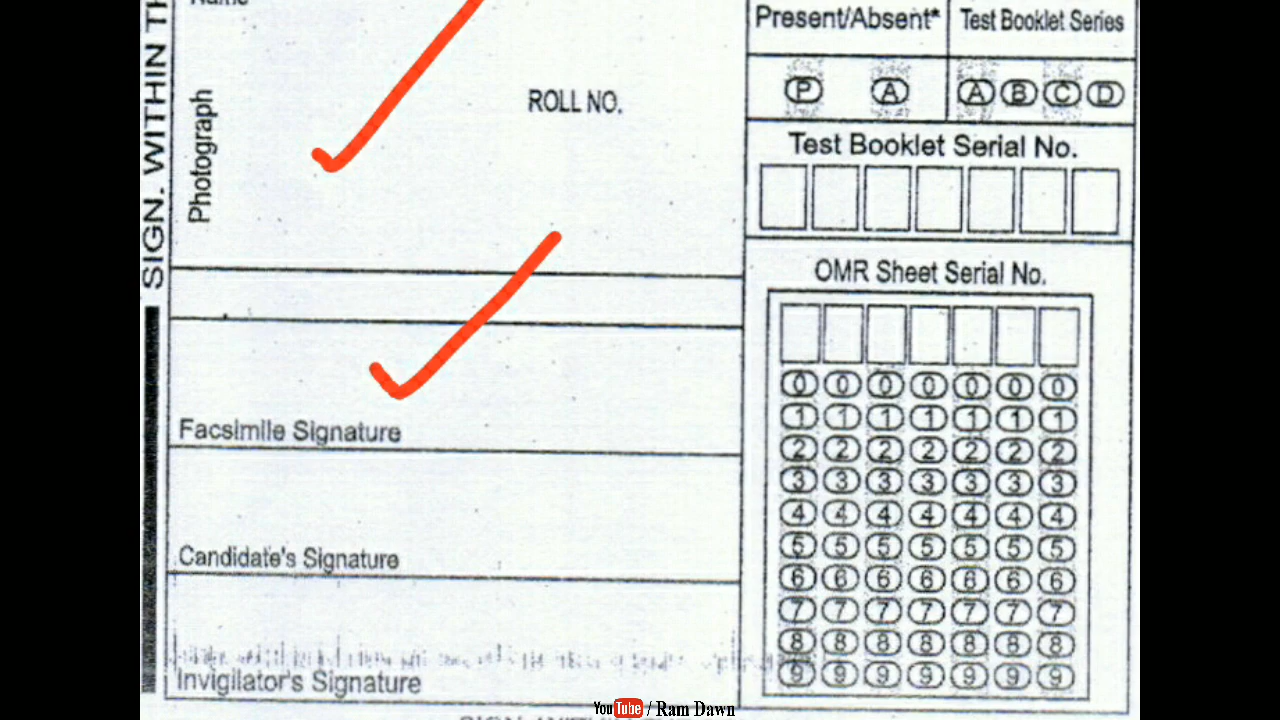 Name
SIGN. WITHIN TH
Photograph
ROLL NO.
Facsimile Signature
Candidate's Signature
Invigilator's Signature
Present/Absent* Test Booklet Series
P A A B C D
Test Booklet Serial No.
OMR Sheet Serial No.
0 0 0 0 0 0 0
1 1 1 1 1 1 1
2 2 2 2 2 2 2
3 3 3 3 3 3 3
4 4 4 4 4 4 4
5 5 5 5 5 5 5
6 6 6 6 6 6 6
7 7 7 7 7 7 7
8 8 8 8 8 8 8
9 9 9 9 9 9 9
YouTube / Ram Dawn